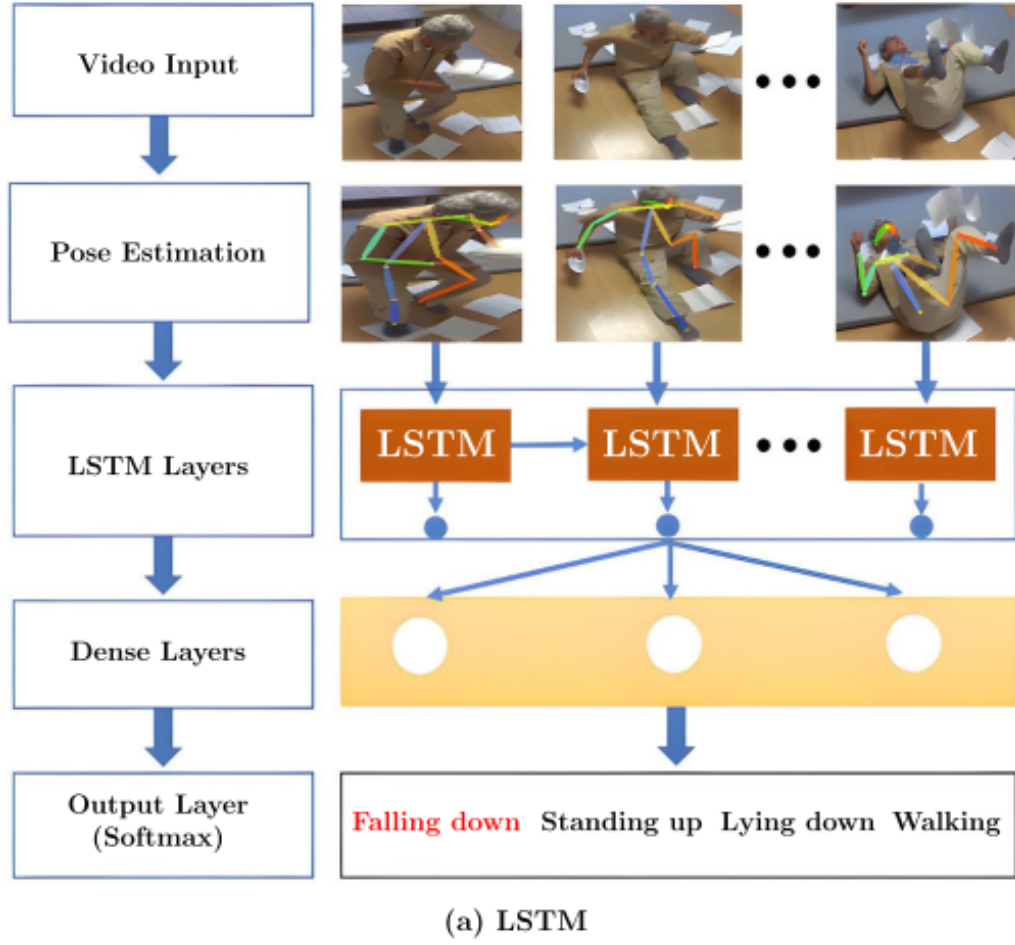 Video Input
Pose Estimation
LSTM Layers
LSTM
LSTM
LSTM
Dense Layers
Output Layer
(Softmax)
Falling down Standing up Lying down Walking
(a) LSTM